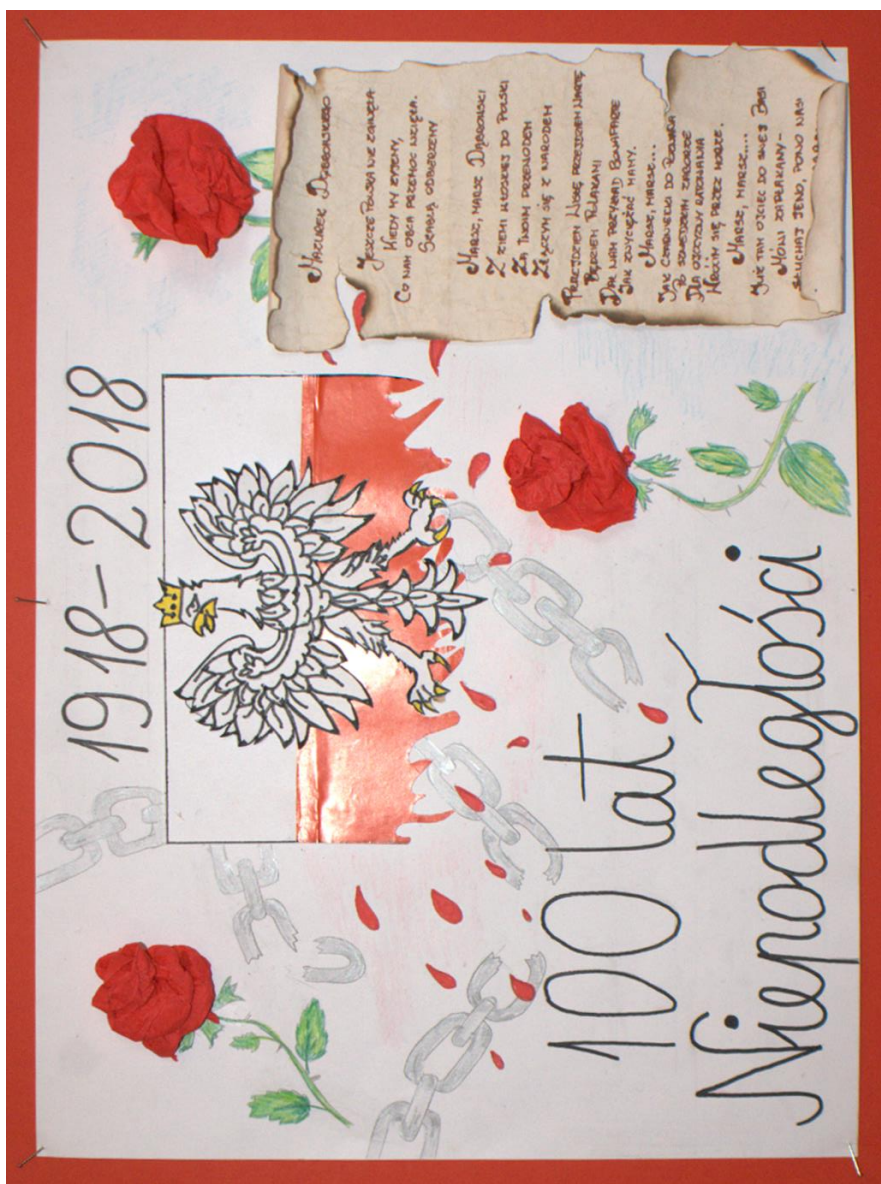 1918-2018
Mazurek Dąbrowskiego
Jeszcze Polska nie zginęła
Kiedy my żyjemy,
Co nam obca przemoc wzięła.
Szablą odbierzemy
Marsz, marsz Dąbrowski
Z ziemi włoskiej do Polski
Za Twoim przewodem
Złączym się z narodem
Przejdziem Wisłę przejdziem Wartę
Będziem Polakami
Dał nam przykład Bonaparte
Jak zwyciężać mamy.
Marsz, marsz...
Jak Czarniecki do Poznania
Po szwedzkim zaborze
Dla ojczyzny ratowania
Wrócim się przez morze.
Marsz, marsz....
Już tam ojciec do swej Basi
Mówi zapłakany-
Słuchaj jeno, pono nasi
100 lat
Niepodległości